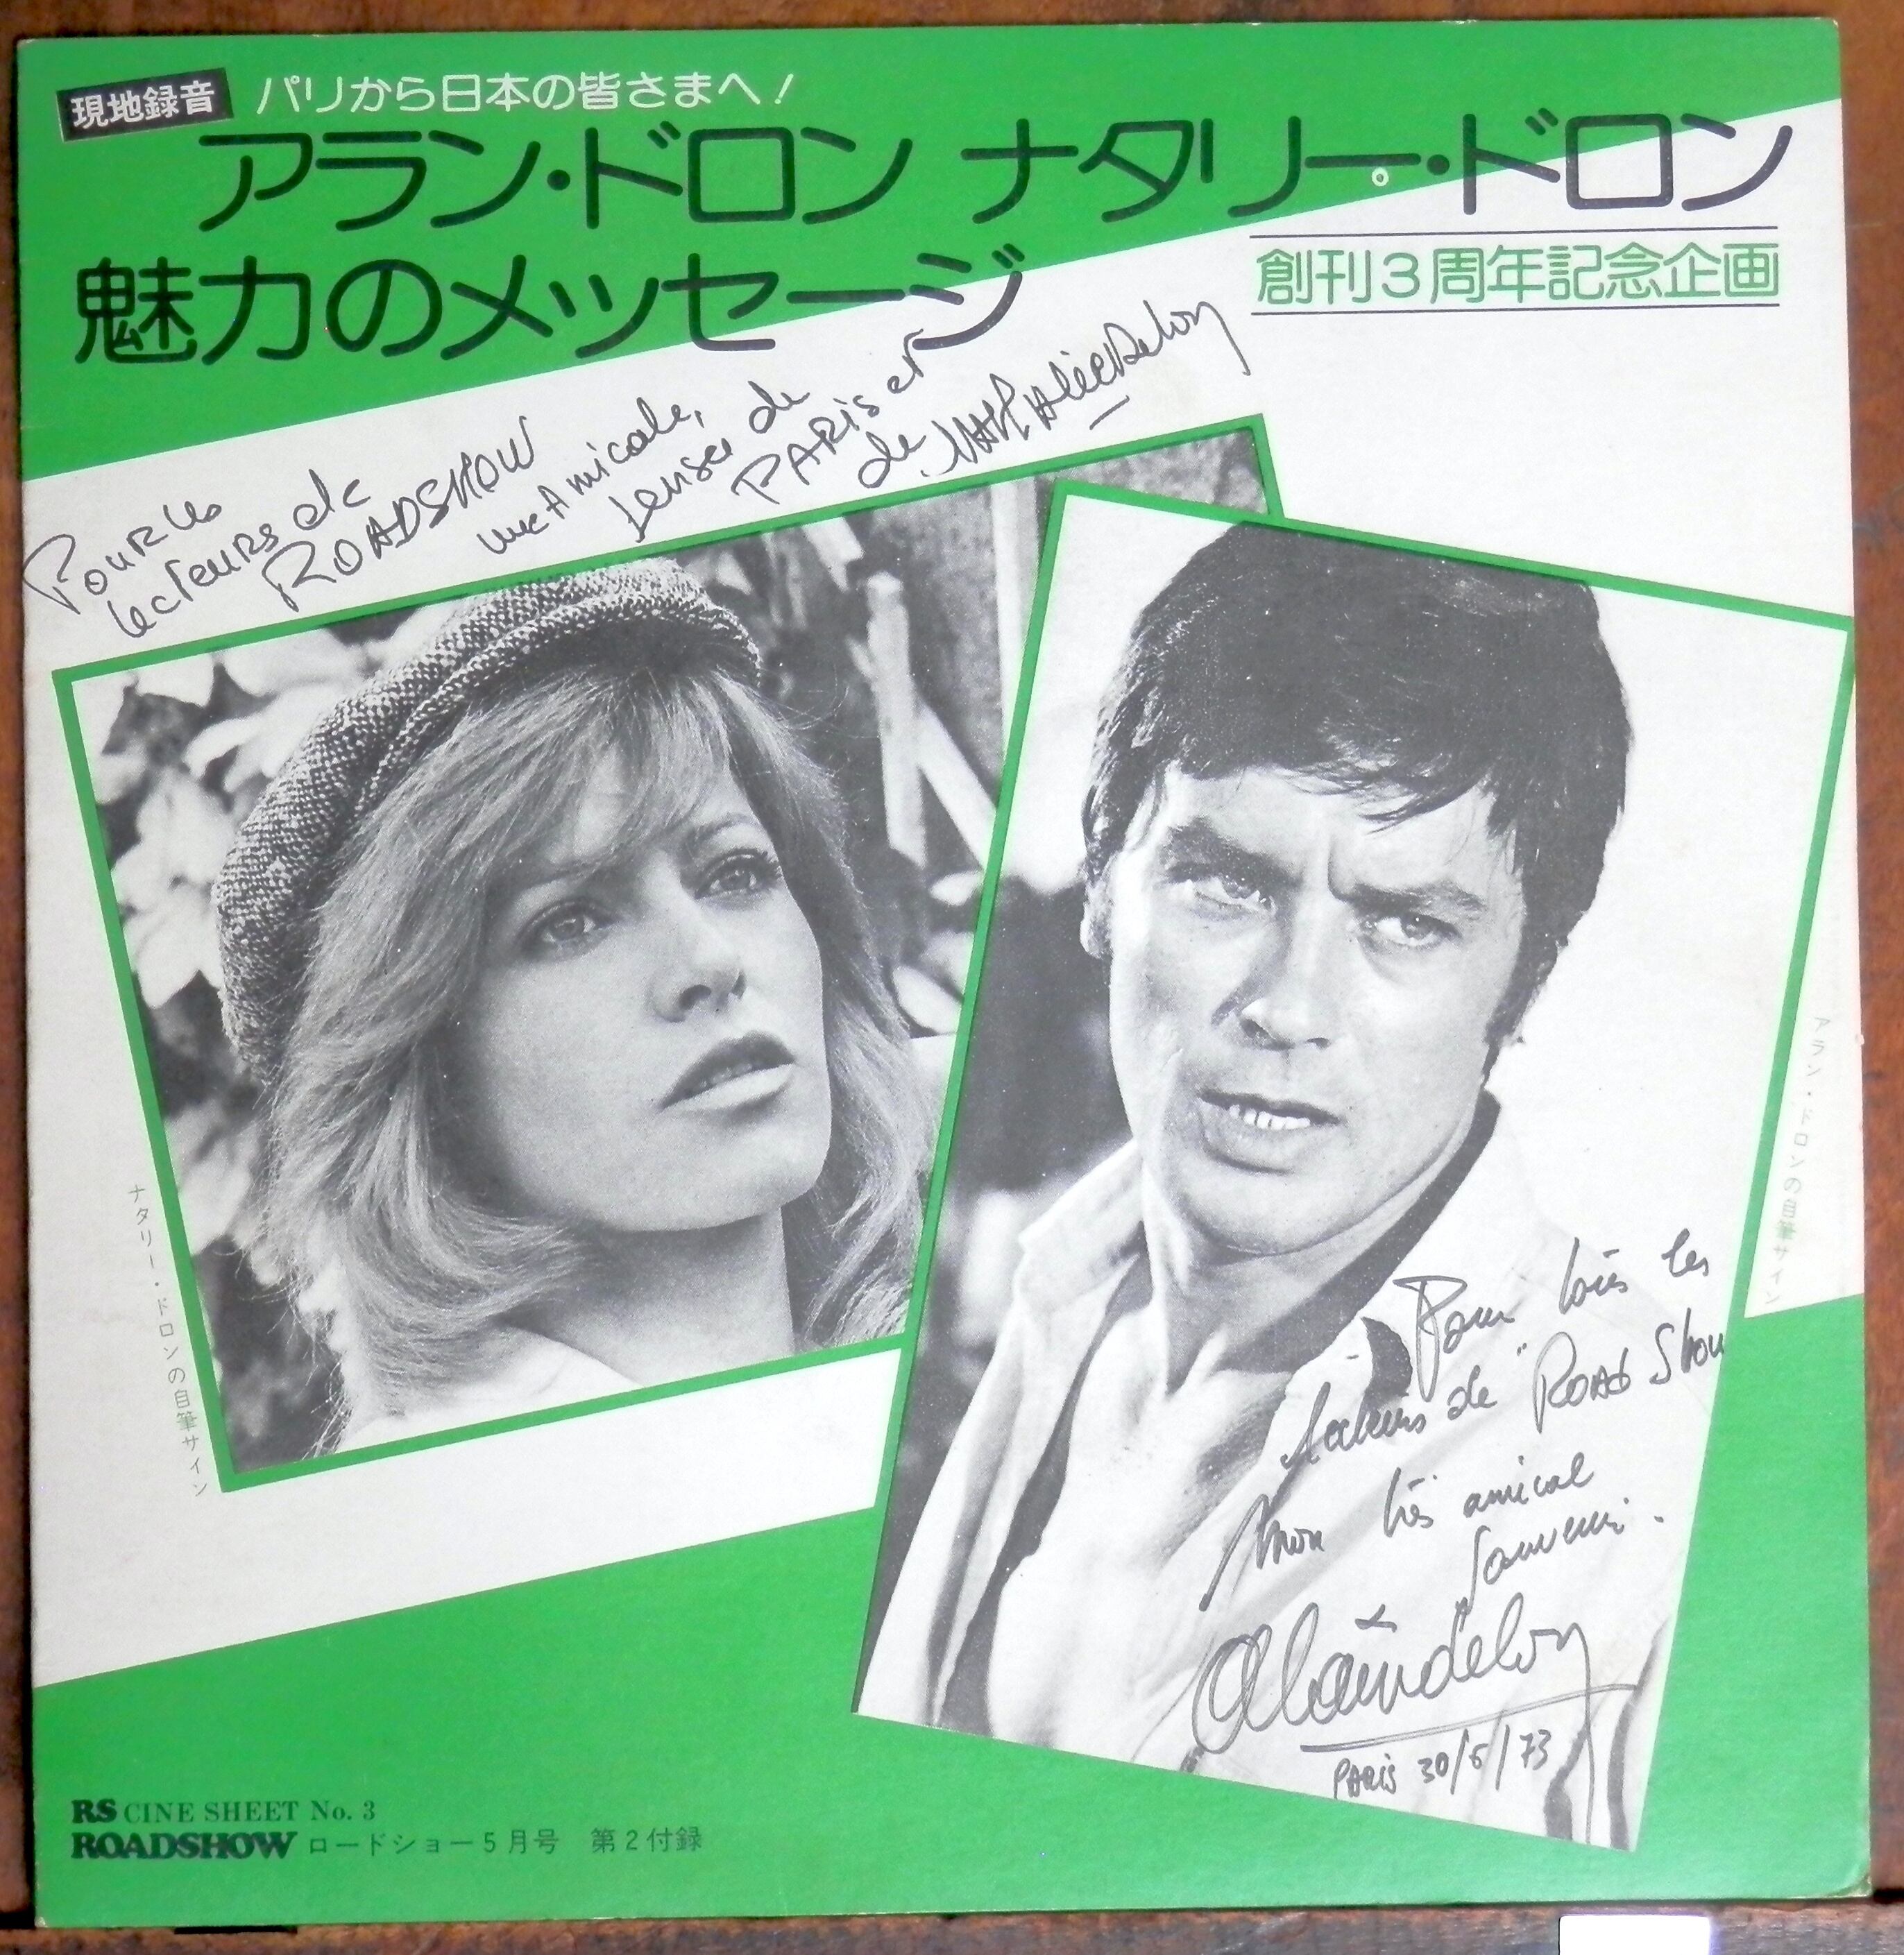 現地録音 パリから日本の皆さまへ!
アラン・ドロン ナタリー・ドロン
魅力のメッセージ
創刊3周年記念企画
Pour les
lecteurs de
ROADSHOW
une Amicale,
pensée de
PARIS et
de NATHALIE Delon
ナタリー・ドロンの自筆サイン
アラン・ドロンの自筆サイン
Pour tous les
lecteurs de "ROAD Show
mon très amical
souvenir.
Alain delon
PARIS 30/6/73
RS CINE SHEET No. 3
ROADSHOW ロードショー5月号 第2付録